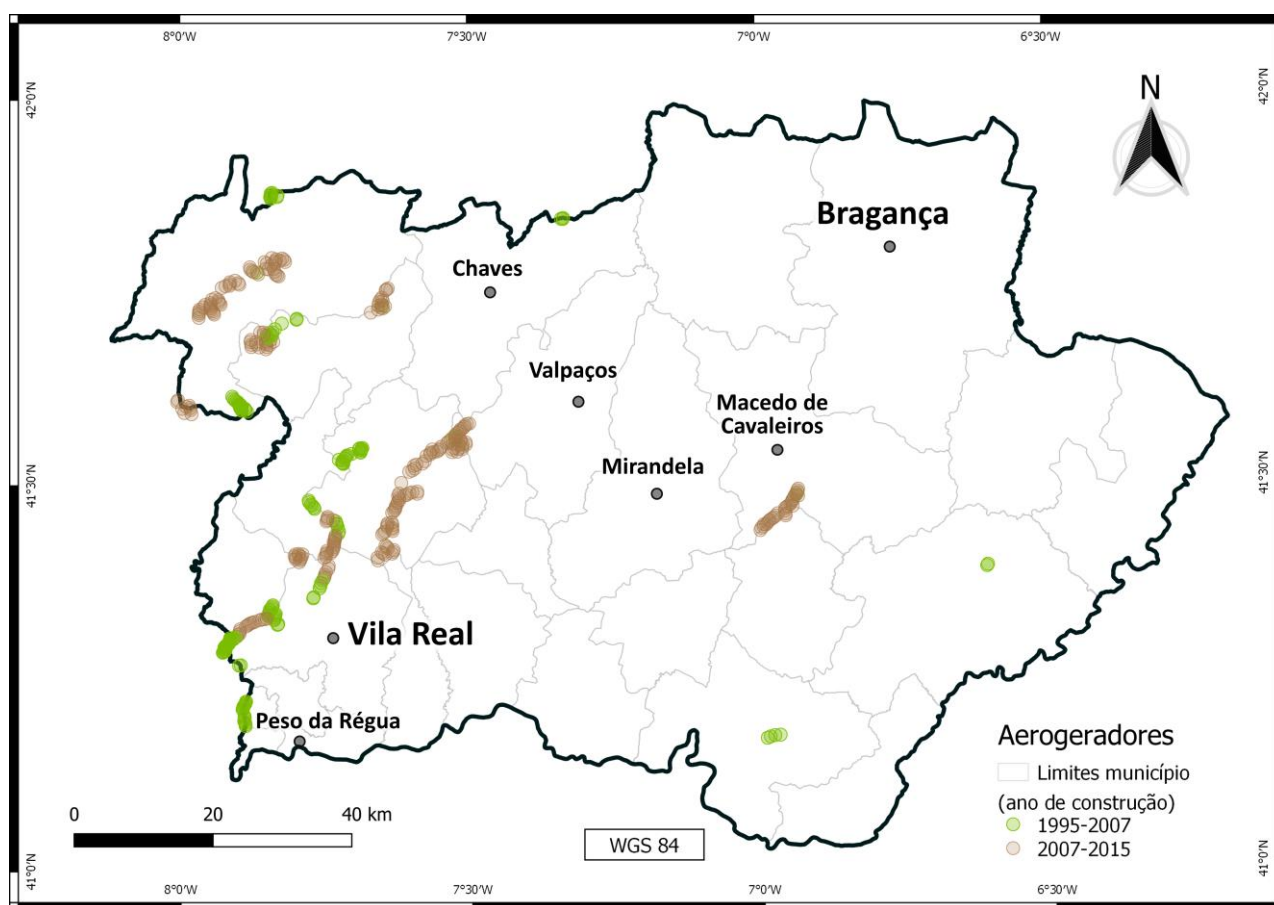 8°0'W 7°30'W 7°0'W 6°30'W
42°0'N 42°0'N
N
Bragança
Chaves
Valpaços
Macedo de
Cavaleiros
Mirandela
41°30'N 41°30'N
Vila Real
Peso da Régua
Aerogeradores
Limites município
(ano de construção)
1995-2007
2007-2015
0 20 40 km
WGS 84
41°0'N 41°0'N
8°0'W 7°30'W 7°0'W 6°30'W